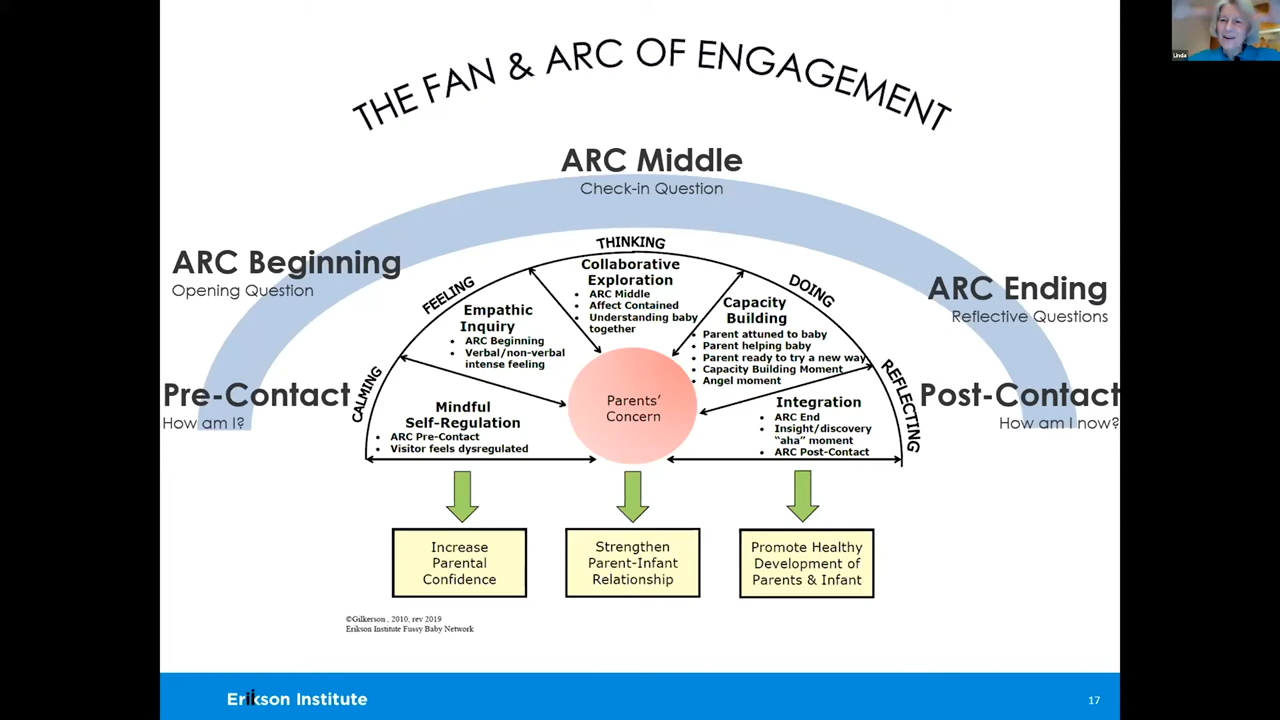 Linda
THE FAN & ARC OF ENGAGEMENT
ARC Middle
Check-in Question
ARC Beginning
Opening Question
ARC Ending
Reflective Questions
Pre-Contact
How am I?
Post-Contact
How am I now?
CALMING
FEELING
THINKING
DOING
REFLECTING
Mindful
Self-Regulation
• ARC Pre-Contact
• Visitor feels dysregulated
Empathic
Inquiry
• ARC Beginning
• Verbal/non-verbal
intense feeling
Collaborative
Exploration
• ARC Middle
• Affect Contained
• Understanding baby
together
Capacity
Building
• Parent attuned to baby
• Parent helping baby
• Parent ready to try a new way
• Capacity Building Moment
• Angel moment
Integration
• ARC End
• Insight/discovery
"aha" moment
• ARC Post-Contact
Parents'
Concern
Increase
Parental
Confidence
Strengthen
Parent-Infant
Relationship
Promote Healthy
Development of
Parents & Infant
©Gilkerson , 2010, rev 2019
Erikson Institute Fussy Baby Network
Erikson Institute
17